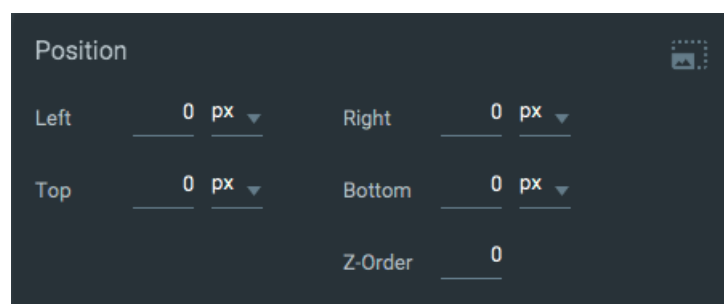 Position
Left 0 px Right 0 px
Top 0 px Bottom 0 px
Z-Order 0